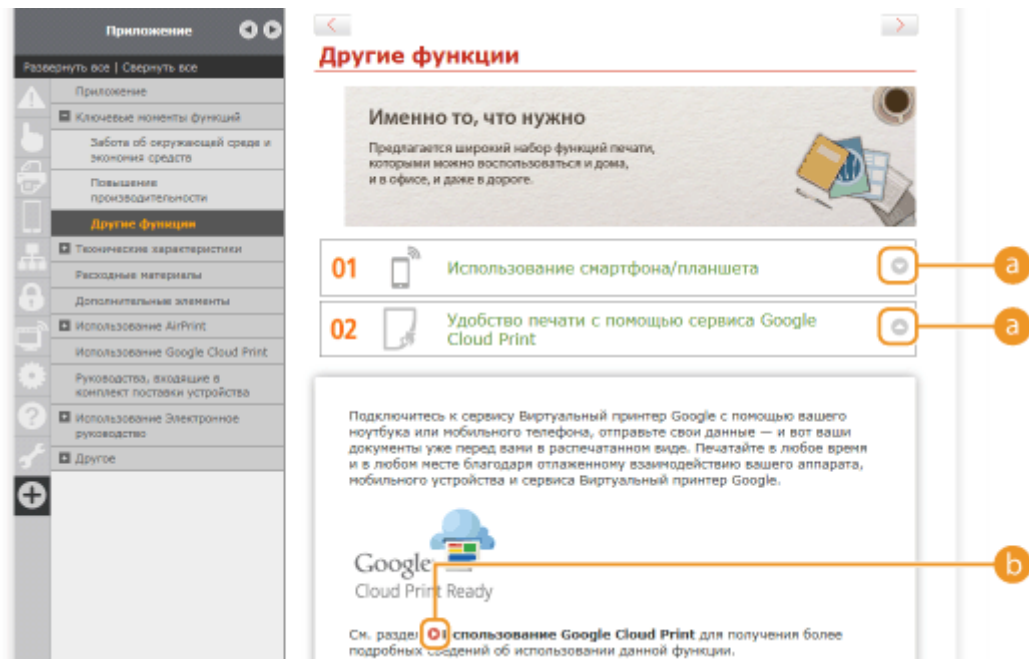 Приложение
Развернуть все | Свернуть все
Приложение
Ключевые моменты функций
Забота об окружающей среде и
экономия средств
Повышение
производительности
Другие функции
Технические характеристики
Расходные материалы
Дополнительные элементы
Использование AirPrint
Использование Google Cloud Print
Руководства, входящие в
комплект поставки устройства
Использование Электронное
руководство
Другое
Другие функции
Именно то, что нужно
Предлагается широкий набор функций печати,
которыми можно воспользоваться и дома,
и в офисе, и даже в дороге.
01 Использование смартфона/планшета
a
02 Удобство печати с помощью сервиса Google
Cloud Print
a
Подключитесь к сервису Виртуальный принтер Google с помощью вашего
ноутбука или мобильного телефона, отправьте свои данные — и вот ваши
документы уже перед вами в распечатанном виде. Печатайте в любое время
и в любом месте благодаря отлаженному взаимодействию вашего аппарата,
мобильного устройства и сервиса Виртуальный принтер Google.
Google
Cloud Print Ready
b
См. раздел Использование Google Cloud Print для получения более
подробных сведений об использовании данной функции.